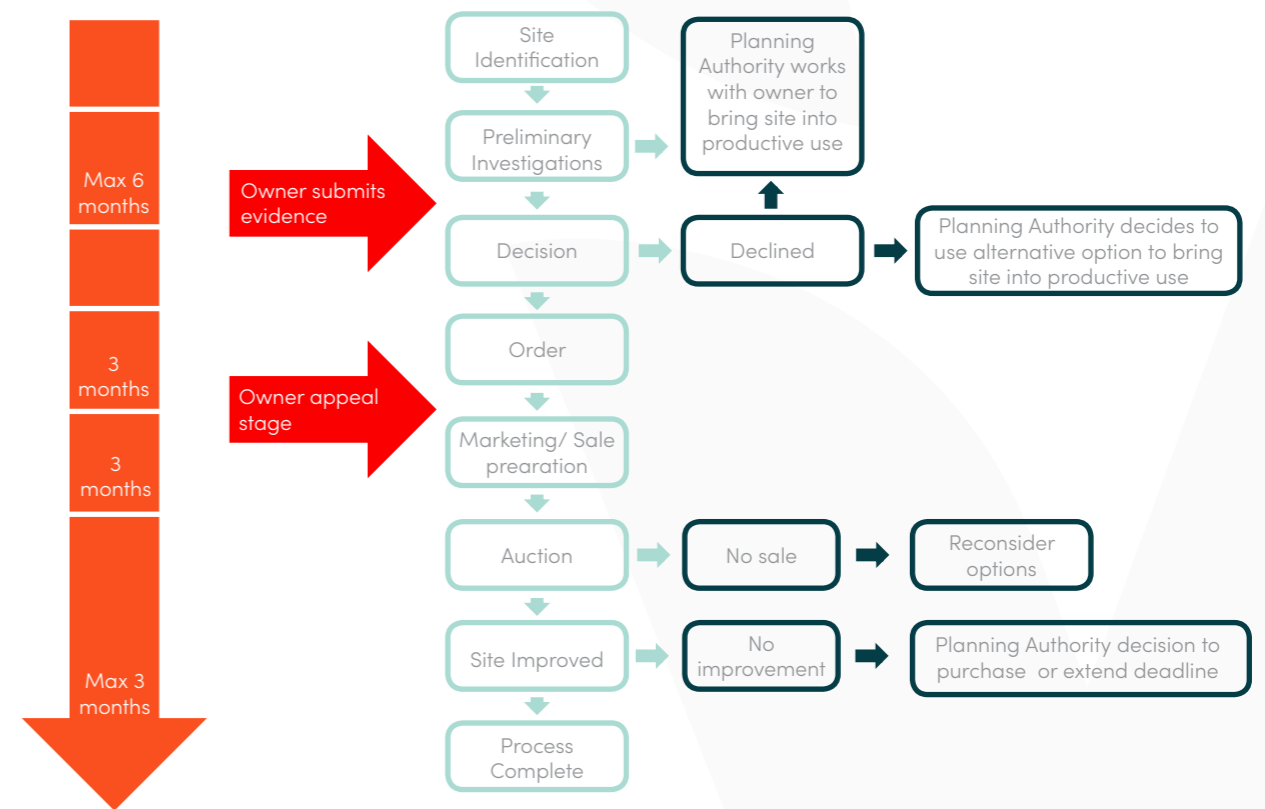 Max 6
months
3
months
3
months
Max 3
months
Owner submits
evidence
Owner appeal
stage
Site
Identification
Planning
Authority works
with owner to
bring site into
productive use
Preliminary
Investigations
Decision
Declined
Planning Authority decides to
use alternative option to bring
site into productive use
Order
Marketing/ Sale
prearation
Auction
No sale
Reconsider
options
Site Improved
No
improvement
Planning Authority decision to
purchase or extend deadline
Process
Complete